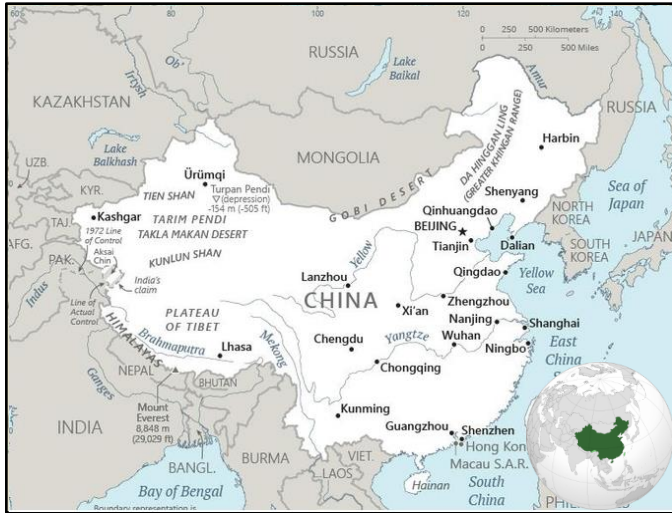 60
80
100
120
140
0 250 500 Kilometers
0 250 500 Miles
RUSSIA
Ob'
Irtysh
Lake
Baikal
Amur
RUSSIA
KAZAKHSTAN
Lake
Balkhash
MONGOLIA
DA HINGGAN LING
(GREATER KHINGAN RANGE)
Harbin
UZB.
KYR.
Ürümqi
Turpan Pendi
(depression)
-154 m (-505 ft)
TIEN SHAN
GOBI DESERT
Shenyang
Sea of
Japan
TAJ.
Kashgar
TARIM PENDI
TAKLA MAKAN DESERT
Qinhuangdao
BEIJING
Tianjin
Dalian
NORTH
KOREA
SOUTH
KOREA
JAPAN
AFG.
1972 Line
of Control
Aksai
Chin
PAK.
KUNLUN SHAN
Yellow
Qingdao
Yellow
Sea
Indus
India's
claim
Line of
Actual
Control
Lanzhou
CHINA
Xi'an
Zhengzhou
PLATEAU
OF TIBET
Nanjing
Shanghai
HIMALAYAS
Brahmaputra
Lhasa
Mekong
Chengdu
Yangtze
Wuhan
Ningbo
East
China
Chongqing
Ganges
NEPAL
BHUTAN
Mount
Everest
8,848 m
(29,029 ft)
Kunming
Guangzhou
Shenzhen
Hong Kon
Macau S.A.R.
INDIA
BANGL.
BURMA
VIET.
LAOS
Hainan
South
China
Bay of Bengal